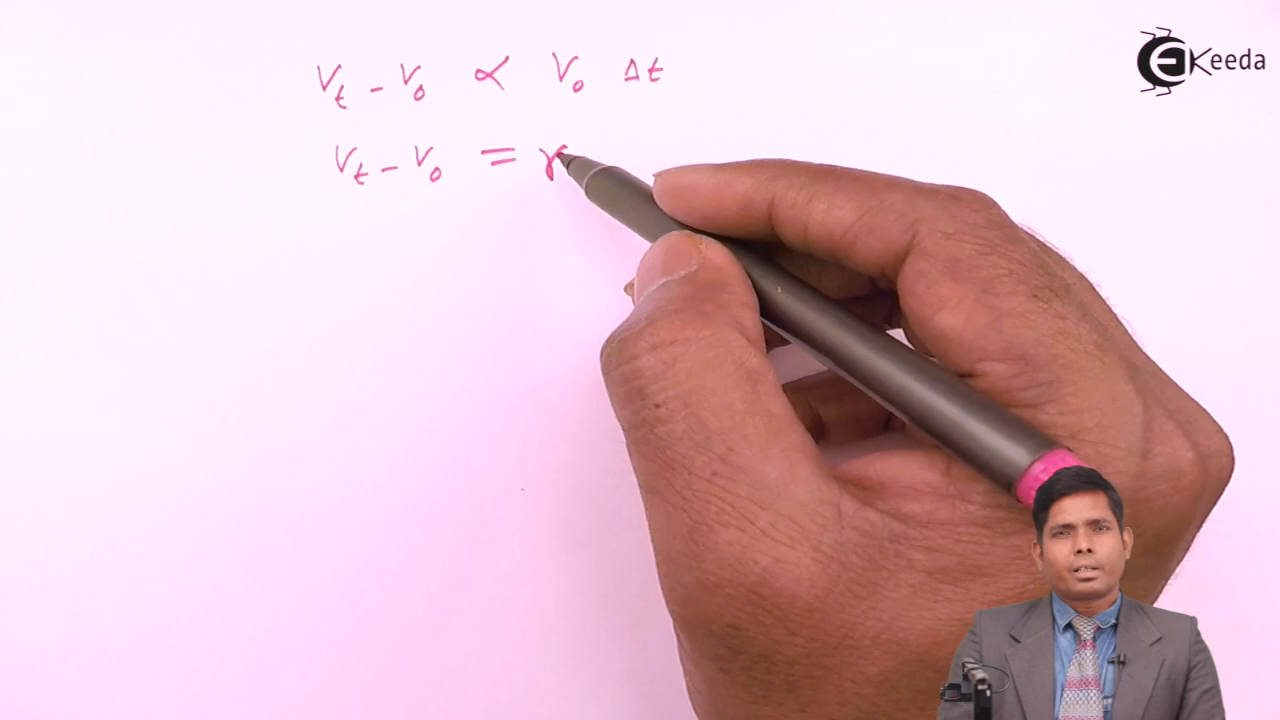 Vt - V0 ∝ V0 Δt
Vt - V0 = γ
EKeeda